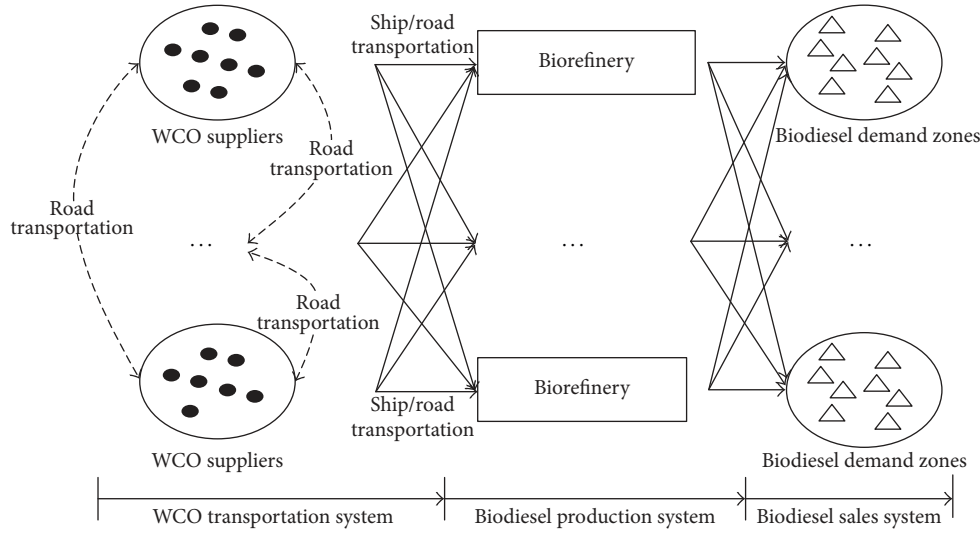 Ship/road
transportation
Biorefinery
WCO suppliers
Biodiesel demand zones
Road
transportation
Road
transportation
...
...
...
Road
transportation
Biorefinery
Ship/road
transportation
WCO suppliers
Biodiesel demand zones
WCO transportation system
Biodiesel production system
Biodiesel sales system